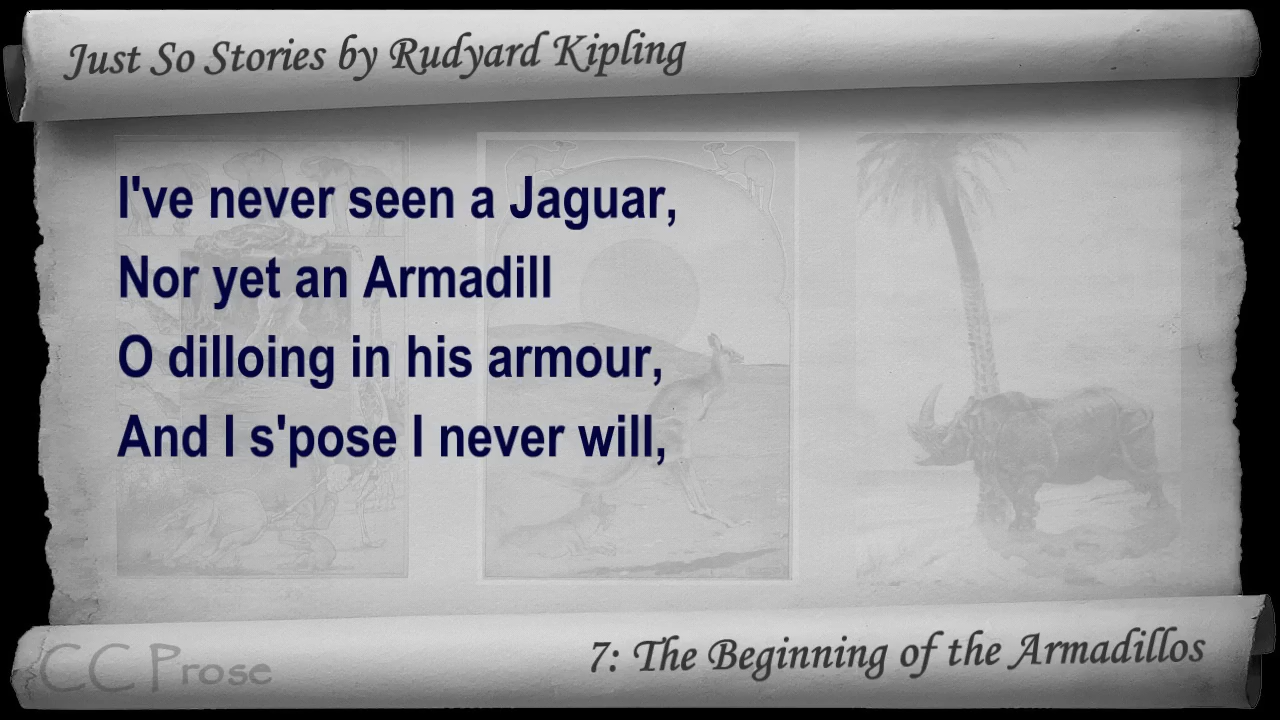 Just So Stories by Rudyard Kipling
I've never seen a Jaguar,
Nor yet an Armadill
O dilloing in his armour,
And I s'pose I never will,
CC Prose
7: The Beginning of the Armadillos